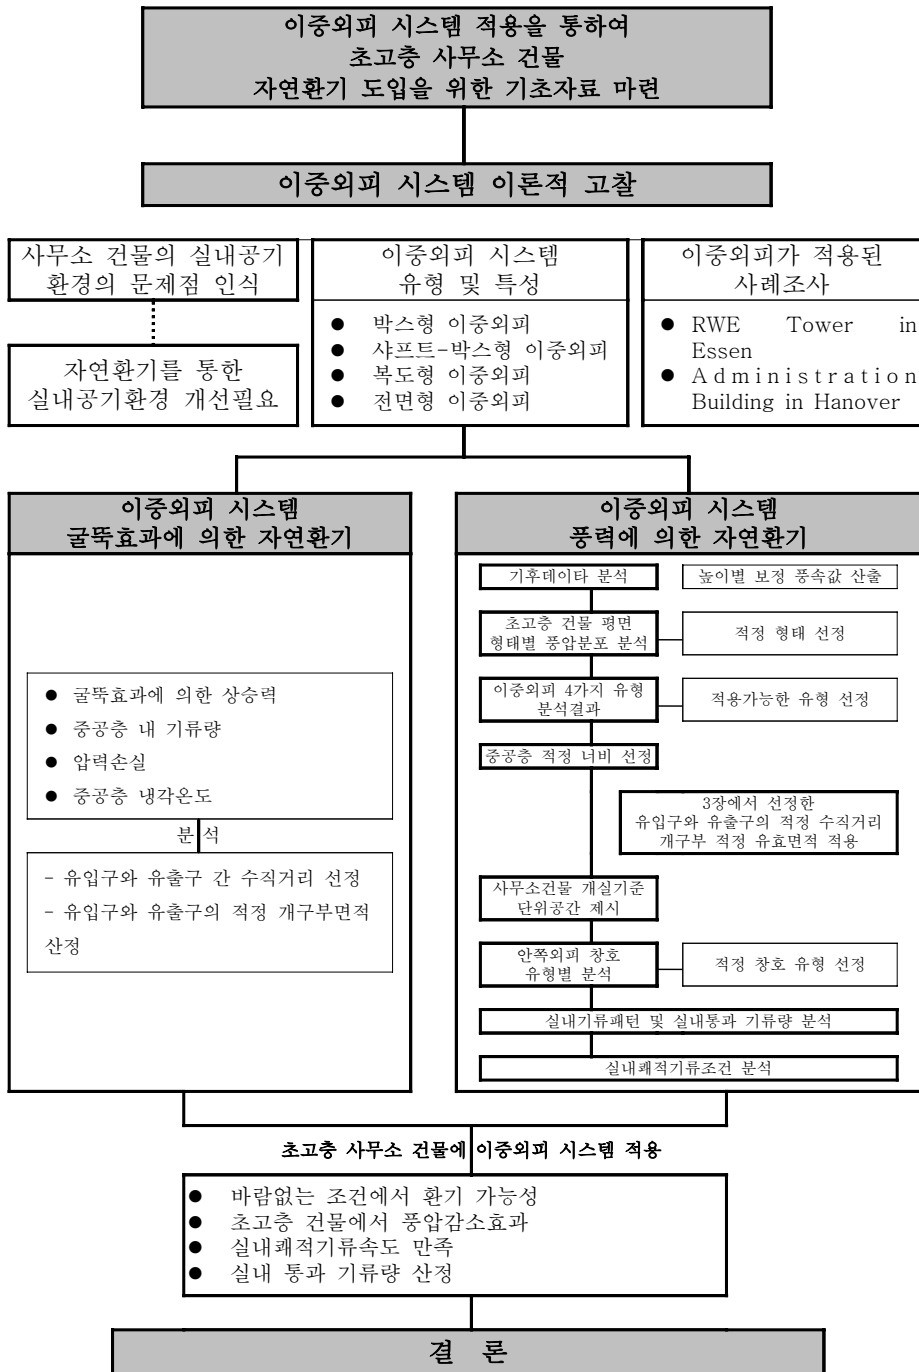 이중외피 시스템 적용을 통하여
초고층 사무소 건물
자연환기 도입을 위한 기초자료 마련
이중외피 시스템 이론적 고찰
사무소 건물의 실내공기
환경의 문제점 인식
자연환기를 통한
실내공기환경 개선필요
이중외피 시스템
유형 및 특성
● 박스형 이중외피
● 샤프트-박스형 이중외피
● 복도형 이중외피
● 전면형 이중외피
이중외피가 적용된
사례조사
● RWE Tower in
Essen
● Administration
Building in Hanover
이중외피 시스템
굴뚝효과에 의한 자연환기
● 굴뚝효과에 의한 상승력
● 중공층 내 기류량
● 압력손실
● 중공층 냉각온도
분석
- 유입구와 유출구 간 수직거리 선정
- 유입구와 유출구의 적정 개구부면적
산정
이중외피 시스템
풍력에 의한 자연환기
기후데이타 분석
높이별 보정 풍속값 산출
초고층 건물 평면
형태별 풍압분포 분석
적정 형태 선정
이중외피 4가지 유형
분석결과
적용가능한 유형 선정
중공층 적정 너비 선정
3장에서 선정한
유입구와 유출구의 적정 수직거리
개구부 적정 유효면적 적용
사무소건물 개실기준
단위공간 제시
안쪽외피 창호
유형별 분석
적정 창호 유형 선정
실내기류패턴 및 실내통과 기류량 분석
실내쾌적기류조건 분석
초고층 사무소 건물에 이중외피 시스템 적용
● 바람없는 조건에서 환기 가능성
● 초고층 건물에서 풍압감소효과
● 실내쾌적기류속도 만족
● 실내 통과 기류량 산정
결 론